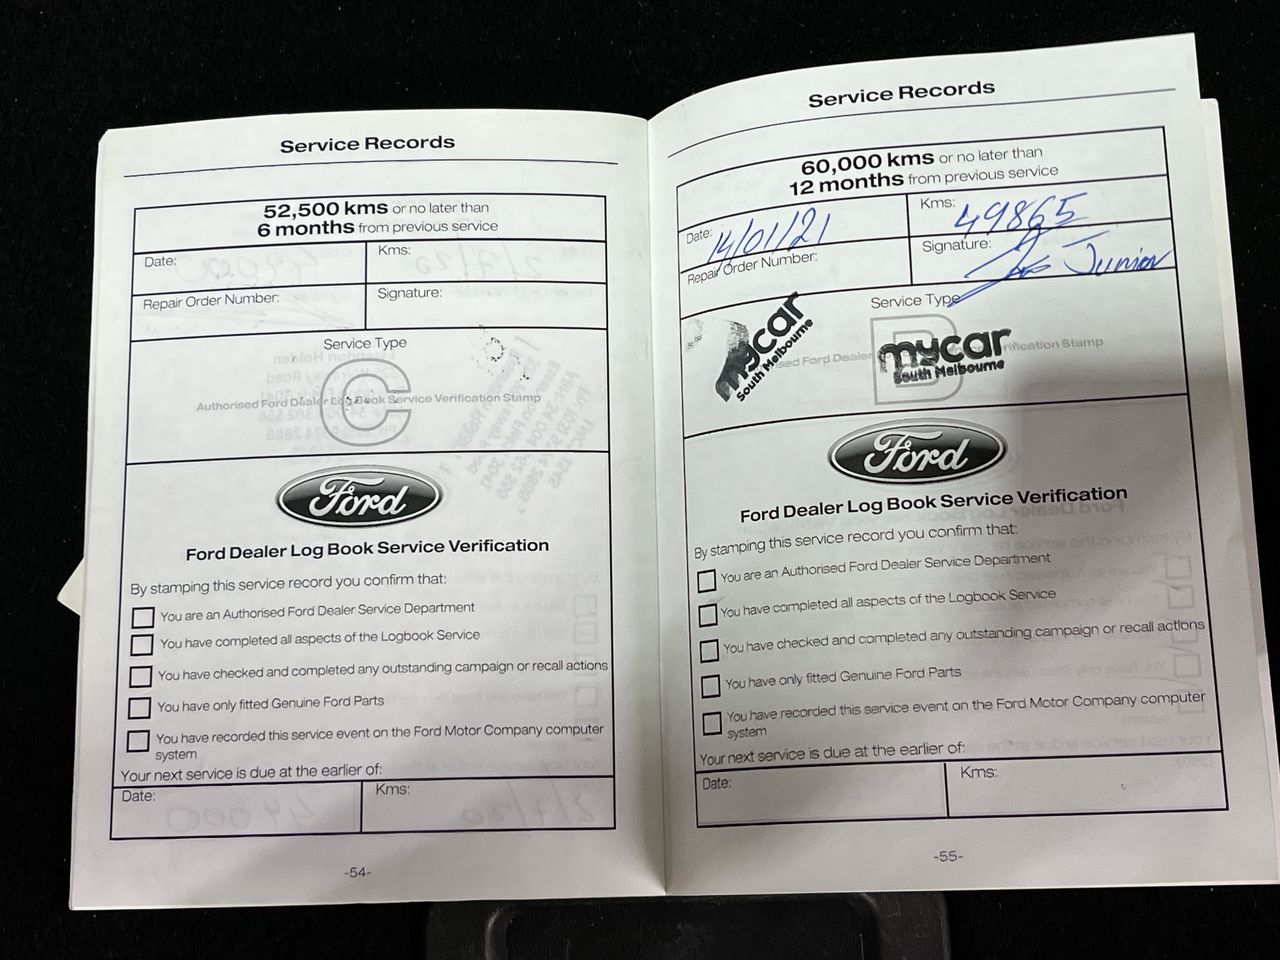 Service Records
52,500 kms or no later than
6 months from previous service
Date:
Kms:
Repair Order Number:
Signature:
Service Type
C
Authorised Ford Dealer Log Book Service Verification Stamp
Ford
Ford Dealer Log Book Service Verification
By stamping this service record you confirm that:
You are an Authorised Ford Dealer Service Department
You have completed all aspects of the Logbook Service
You have checked and completed any outstanding campaign or recall actions
You have only fitted Genuine Ford Parts
You have recorded this service event on the Ford Motor Company computer
system
Your next service is due at the earlier of:
Date:
Kms:
-54-
Service Records
60,000 kms or no later than
12 months from previous service
Date: 14/01/21
Kms: 49865
Repair Order Number:
Signature: Junior
Service Type
B
mycar
South Melbourne
mycar
South Melbourne
Ford Dealer
rification Stamp
Ford
Ford Dealer Log Book Service Verification
By stamping this service record you confirm that:
You are an Authorised Ford Dealer Service Department
You have completed all aspects of the Logbook Service
You have checked and completed any outstanding campaign or recall actions
You have only fitted Genuine Ford Parts
You have recorded this service event on the Ford Motor Company computer
system
Your next service is due at the earlier of:
Date:
Kms:
-55-